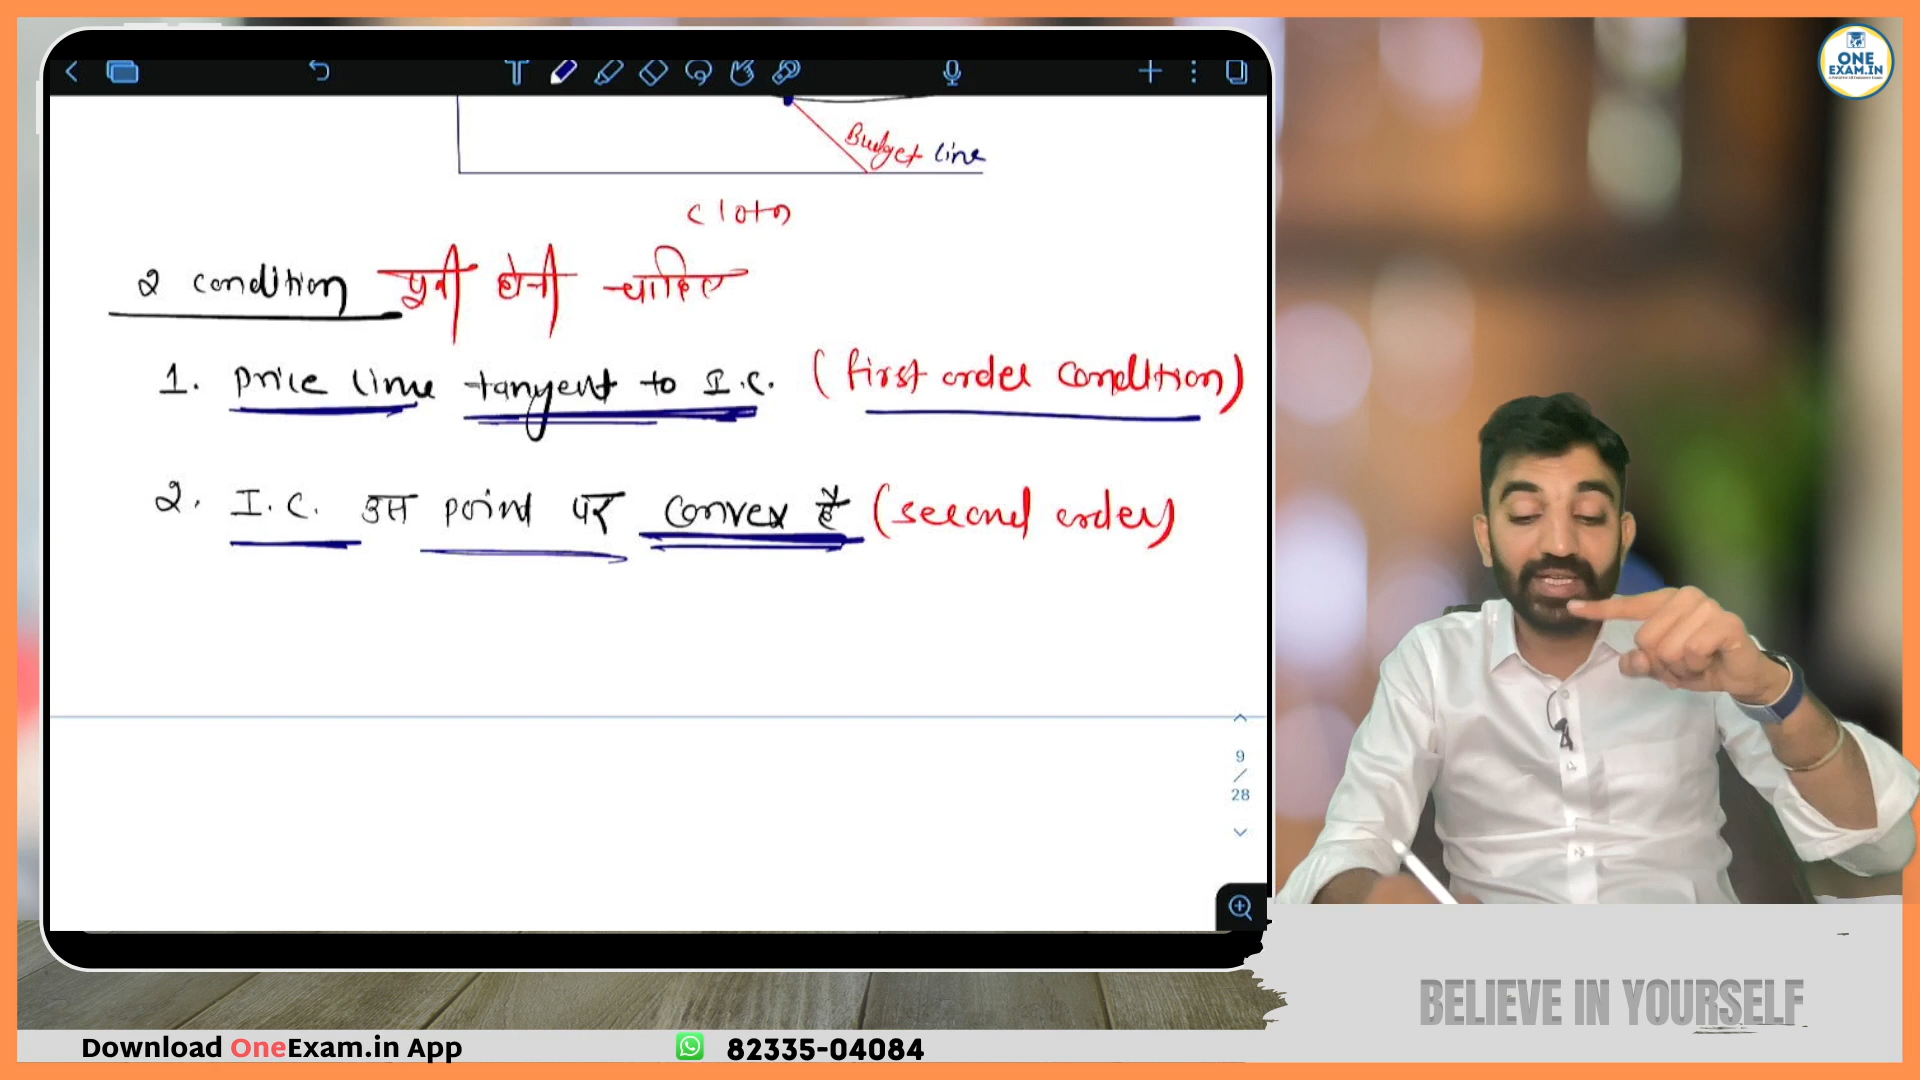 ONE
EXAM.IN
Budget line
cloth
2 condition पुरी होनी चाहिए
1. price line tangent to I.C. (first order condition)
2. I.C. उस point पर convex है (second order)
9
/
28
BELIEVE IN YOURSELF
Download OneExam.in App
82335-04084